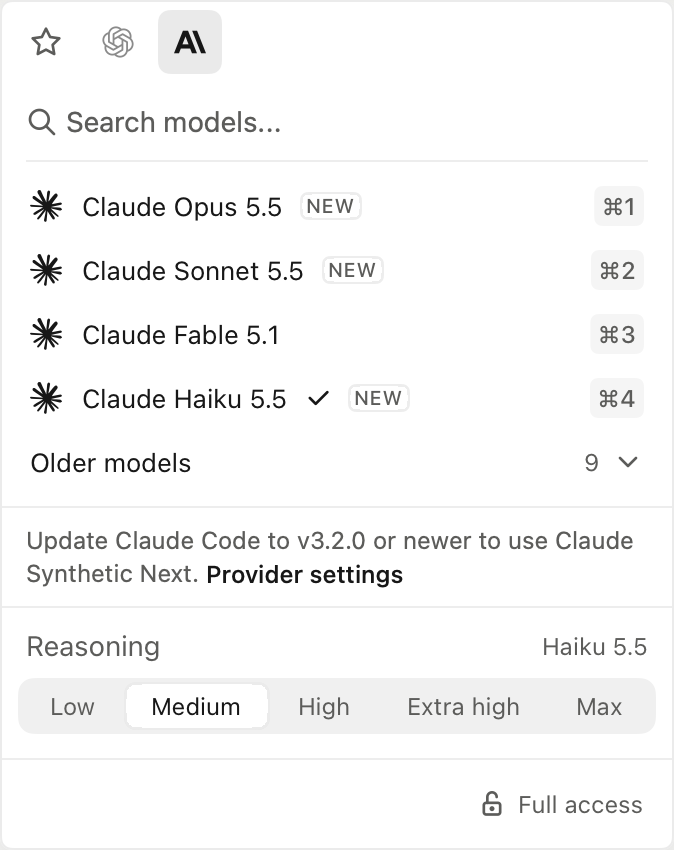 Search models...
Claude Opus 5.5 NEW ⌘1
Claude Sonnet 5.5 NEW ⌘2
Claude Fable 5.1 ⌘3
Claude Haiku 5.5 NEW ⌘4
Older models 9
Update Claude Code to v3.2.0 or newer to use Claude
Synthetic Next. Provider settings
Reasoning Haiku 5.5
Low Medium High Extra high Max
Full access